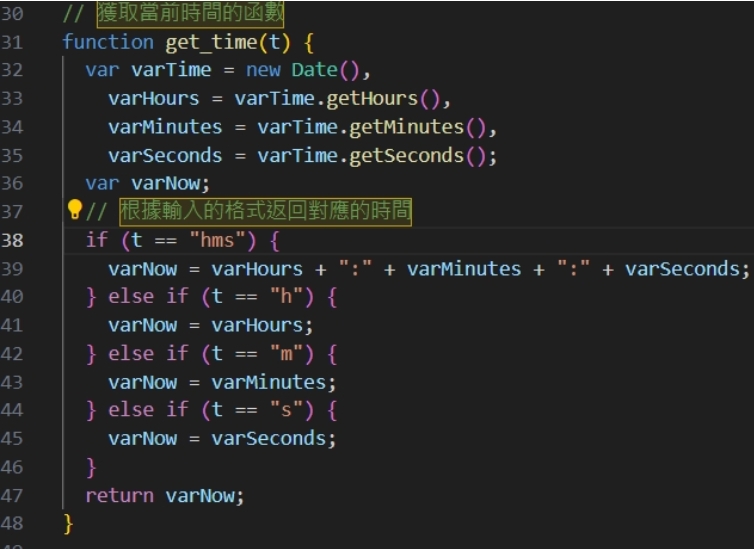 30 // 獲取當前時間的函數
31 function get_time(t) {
32 var varTime = new Date(),
33 varHours = varTime.getHours(),
34 varMinutes = varTime.getMinutes(),
35 varSeconds = varTime.getSeconds();
36 var varNow;
37 // 根據輸入的格式返回對應的時間
38 if (t == "hms") {
39 varNow = varHours + ":" + varMinutes + ":" + varSeconds;
40 } else if (t == "h") {
41 varNow = varHours;
42 } else if (t == "m") {
43 varNow = varMinutes;
44 } else if (t == "s") {
45 varNow = varSeconds;
46 }
47 return varNow;
48 }